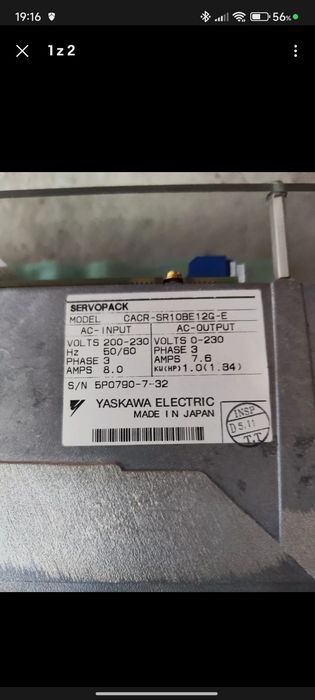 19:16
56%
1 z 2
SERVOPACK
MODEL CACR-SR10BE12G-E
AC-INPUT AC-OUTPUT
VOLTS 200-230 VOLTS 0-230
Hz 50/60 PHASE 3
PHASE 3 AMPS 7.6
AMPS 8.0 KW(HP) 1.0(1.34)
S/N 5P0790-7-32
YASKAWA ELECTRIC
MADE IN JAPAN
INSP
D5.11
T.T